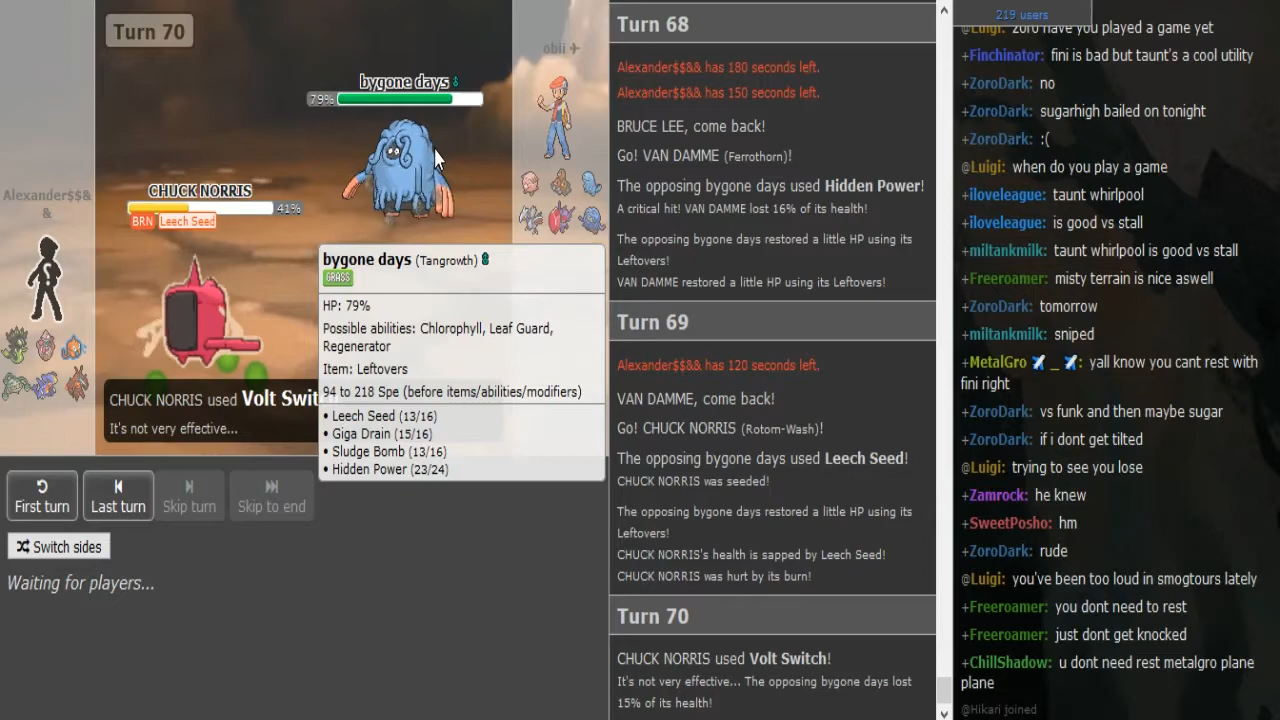 Turn 70
obii ✈
bygone days
79%
Alexander$$&
&
CHUCK NORRIS
41%
BRN Leech Seed
CHUCK NORRIS used Volt Swit
It's not very effective...
bygone days (Tangrowth)
GRASS
HP: 79%
Possible abilities: Chlorophyll, Leaf Guard,
Regenerator
Item: Leftovers
94 to 218 Spe (before items/abilities/modifiers)
• Leech Seed (13/16)
• Giga Drain (15/16)
• Sludge Bomb (13/16)
• Hidden Power (23/24)
First turn
Last turn
Skip turn
Skip to end
Switch sides
Waiting for players...
Turn 68
Alexander$$&& has 180 seconds left.
Alexander$$&& has 150 seconds left.
BRUCE LEE, come back!
Go! VAN DAMME (Ferrothorn)!
The opposing bygone days used Hidden Power!
A critical hit! VAN DAMME lost 16% of its health!
The opposing bygone days restored a little HP using its
Leftovers!
VAN DAMME restored a little HP using its Leftovers!
Turn 69
Alexander$$&& has 120 seconds left.
VAN DAMME, come back!
Go! CHUCK NORRIS (Rotom-Wash)!
The opposing bygone days used Leech Seed!
CHUCK NORRIS was seeded!
The opposing bygone days restored a little HP using its
Leftovers!
CHUCK NORRIS's health is sapped by Leech Seed!
CHUCK NORRIS was hurt by its burn!
Turn 70
CHUCK NORRIS used Volt Switch!
It's not very effective... The opposing bygone days lost
15% of its health!
219 users
@Luigi: zoro have you played a game yet
+Finchinator: fini is bad but taunt's a cool utility
+ZoroDark: no
+ZoroDark: sugarhigh bailed on tonight
+ZoroDark: :(
@Luigi: when do you play a game
+iloveleague: taunt whirlpool
+iloveleague: is good vs stall
+miltankmilk: taunt whirlpool is good vs stall
+Freeroamer: misty terrain is nice aswell
+ZoroDark: tomorrow
+miltankmilk: sniped
+MetalGro ✈ _ ✈: yall know you cant rest with
fini right
+ZoroDark: vs funk and then maybe sugar
+ZoroDark: if i dont get tilted
@Luigi: trying to see you lose
+Zamrock: he knew
+SweetPosho: hm
+ZoroDark: rude
@Luigi: you've been too loud in smogtours lately
+Freeroamer: you dont need to rest
+Freeroamer: just dont get knocked
+ChillShadow: u dont need rest metalgro plane
plane
@Hikari joined